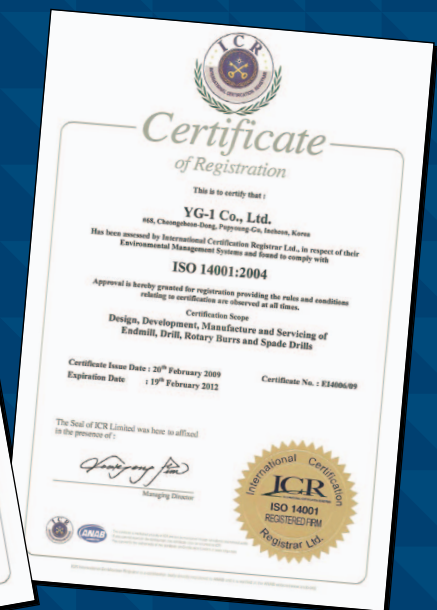 ICR
Certificate
of Registration
This is to certify that :
YG-1 Co., Ltd.
#68, Cheongcheon-Dong, Pupyoung-Gu, Incheon, Korea
Has been assessed by International Certification Registrar Ltd., in respect of their
Environmental Management Systems and found to comply with
ISO 14001:2004
Approval is hereby granted for registration providing the rules and conditions
relating to certification are observed at all times.
Certification Scope
Design, Development, Manufacture and Servicing of
Endmill, Drill, Rotary Burrs and Spade Drills
Certificate Issue Date : 20th February 2009
Expiration Date : 19th February 2012
Certificate No. : E14006/09
The Seal of ICR Limited was here to affixed
in the presence of :
Managing Director
International Certification
ICR
ISO 14001
REGISTERED FIRM
Registrar Ltd.
ICR
ANAB